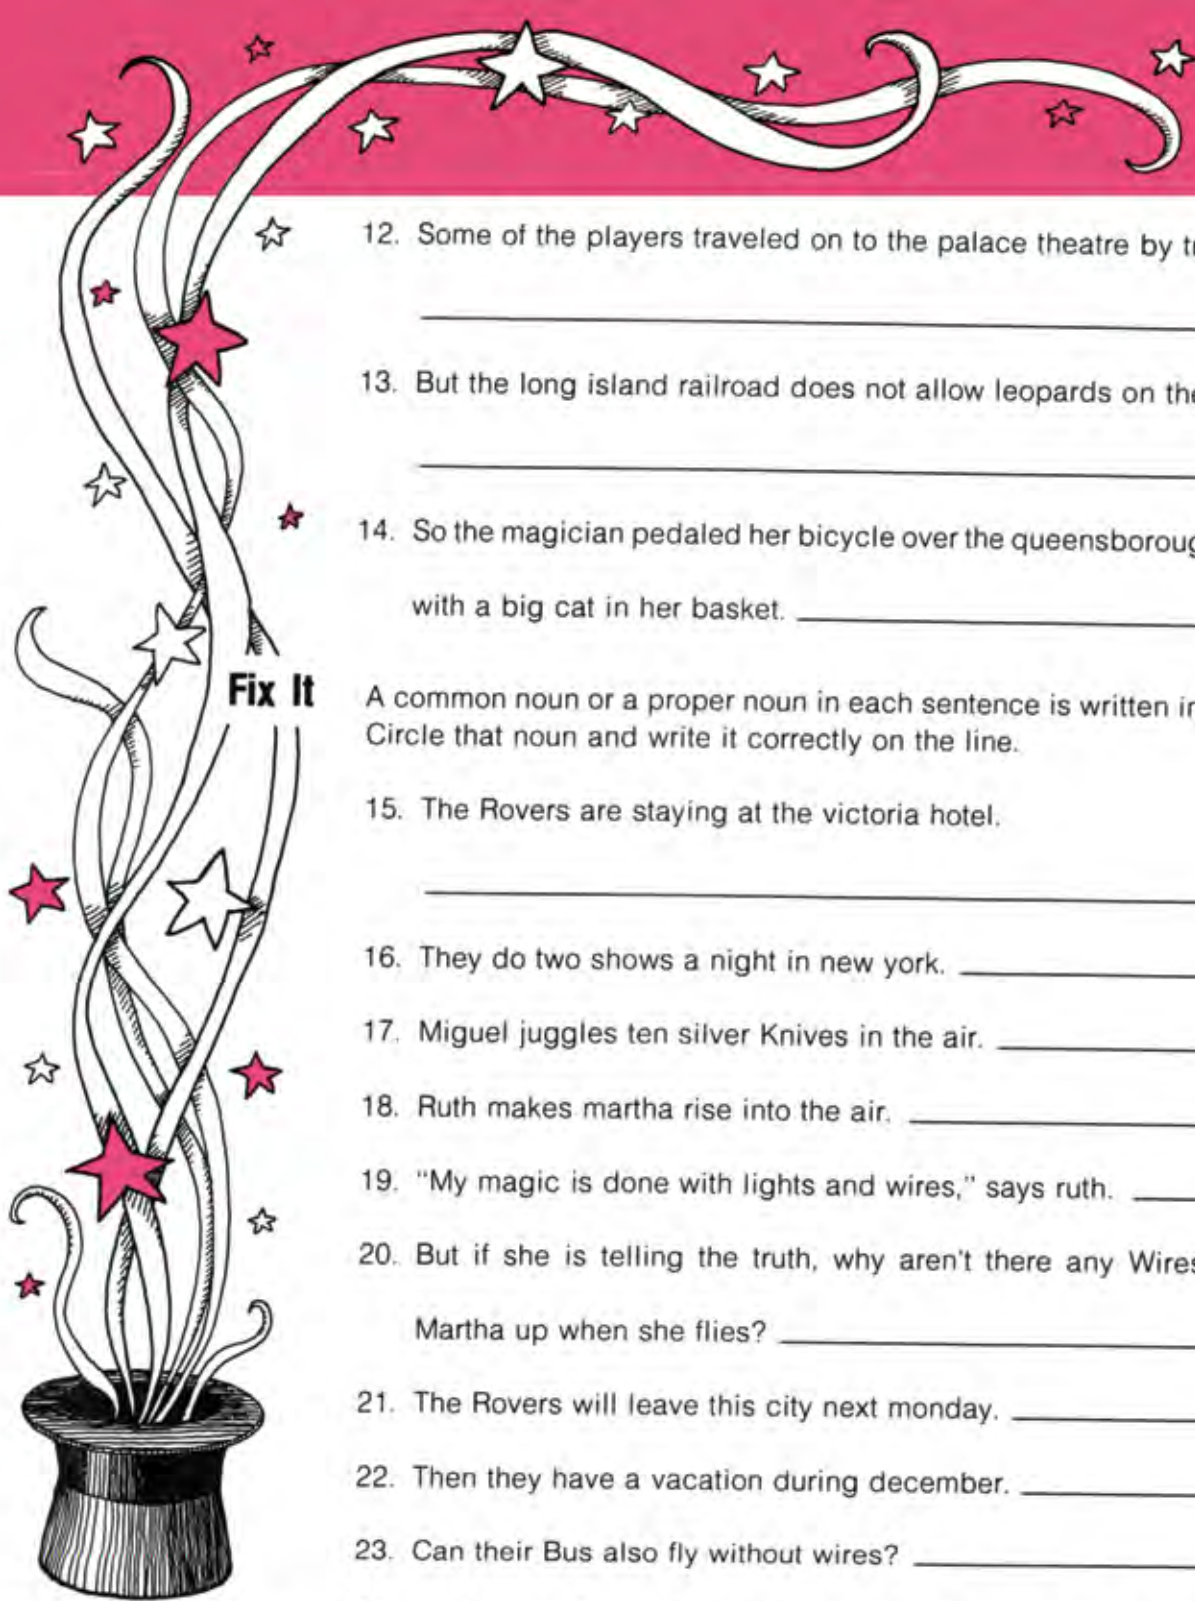 12. Some of the players traveled on to the palace theatre by
13. But the long island railroad does not allow leopards on
14. So the magician pedaled her bicycle over the
with a big cat in her basket.
Fix It
A common noun or a proper noun in each sentence is written
Circle that noun and write it correctly on the line.
15. The Rovers are staying at the victoria hotel.
16. They do two shows a night in new york.
17. Miguel juggles ten silver Knives in the air.
18. Ruth makes martha rise into the air.
19. "My magic is done with lights and wires," says ruth.
20. But if she is telling the truth, why aren't there any Wires
Martha up when she flies?
21. The Rovers will leave this city next monday.
22. Then they have a vacation during december.
23. Can their Bus also fly without wires?